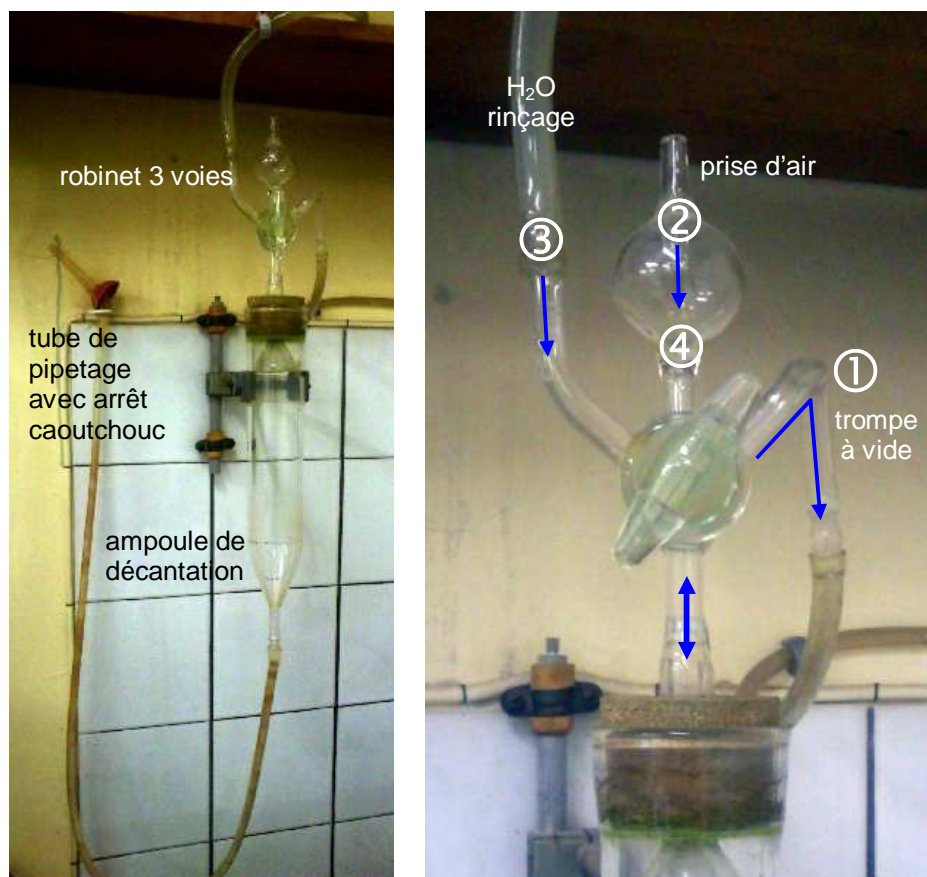 robinet 3 voies
tube de
pipetage
avec arrêt
caoutchouc
ampoule de
décantation
H₂O
rinçage
prise d'air
②
③
④
①
trompe
à vide